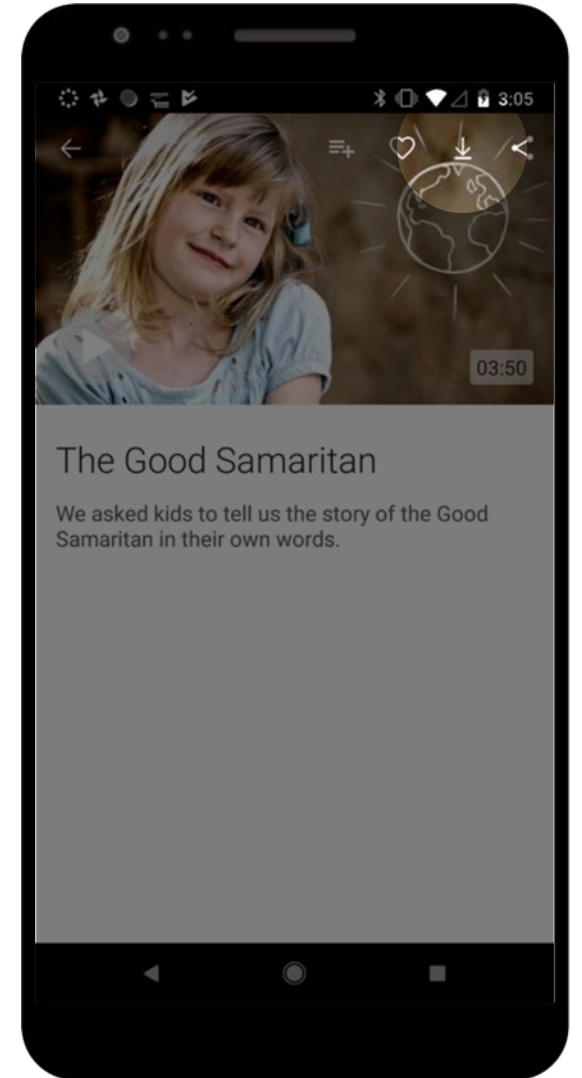 3:05
03:50
The Good Samaritan
We asked kids to tell us the story of the Good
Samaritan in their own words.